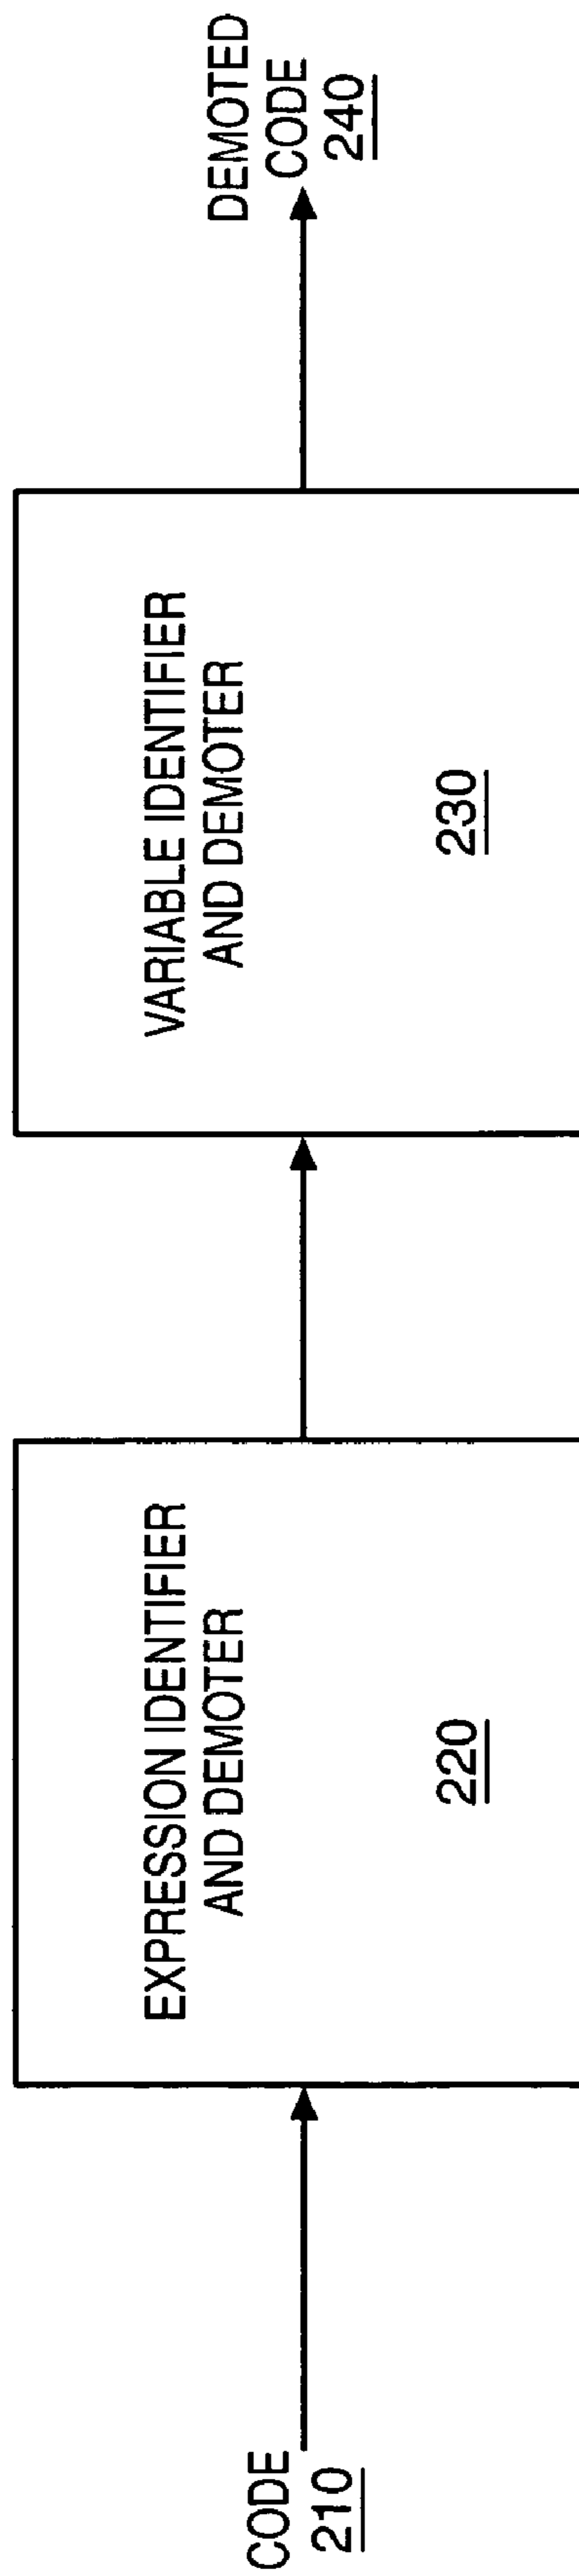 CODE
210
EXPRESSION IDENTIFIER
AND DEMOTER
220
VARIABLE IDENTIFIER
AND DEMOTER
230
DEMOTED
CODE
240